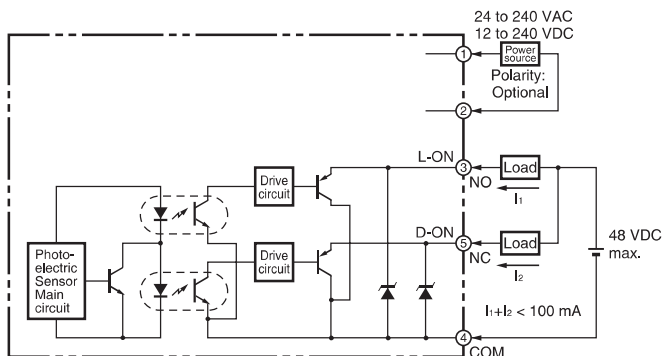 24 to 240 VAC
12 to 240 VDC
1
Power
source
Polarity:
Optional
2
L-ON
3
Load
NO
I1
Drive
circuit
D-ON
5
Load
NC
I2
48 VDC
max.
Drive
circuit
Photo-
electric
Sensor
Main
circuit
I1+I2 < 100 mA
4
COM